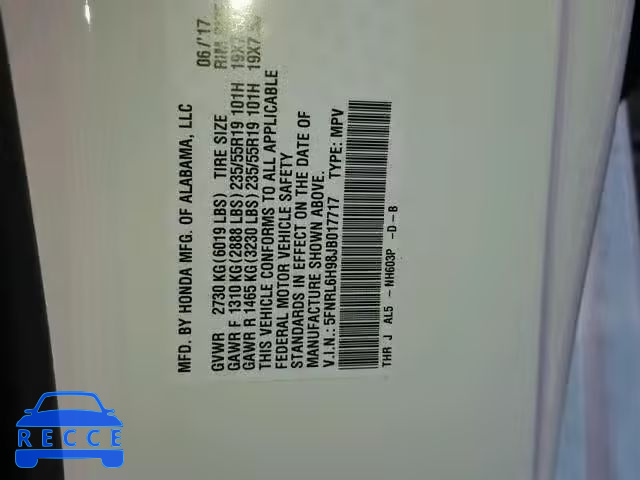 MFD. BY HONDA MFG. OF ALABAMA, LLC 06/'17
GVWR 2730 KG (6019 LBS) TIRE SIZE RIM
GAWR F 1310 KG (2888 LBS) 235/55R19 101H 19X7
GAWR R 1465 KG (3230 LBS) 235/55R19 101H 19X7
THIS VEHICLE CONFORMS TO ALL APPLICABLE
FEDERAL MOTOR VEHICLE SAFETY
STANDARDS IN EFFECT ON THE DATE OF
MANUFACTURE SHOWN ABOVE.
V.I.N.: 5FNRL6H98JB017717 TYPE: MPV
THR J AL5 - NH603P -D-B
RECCE